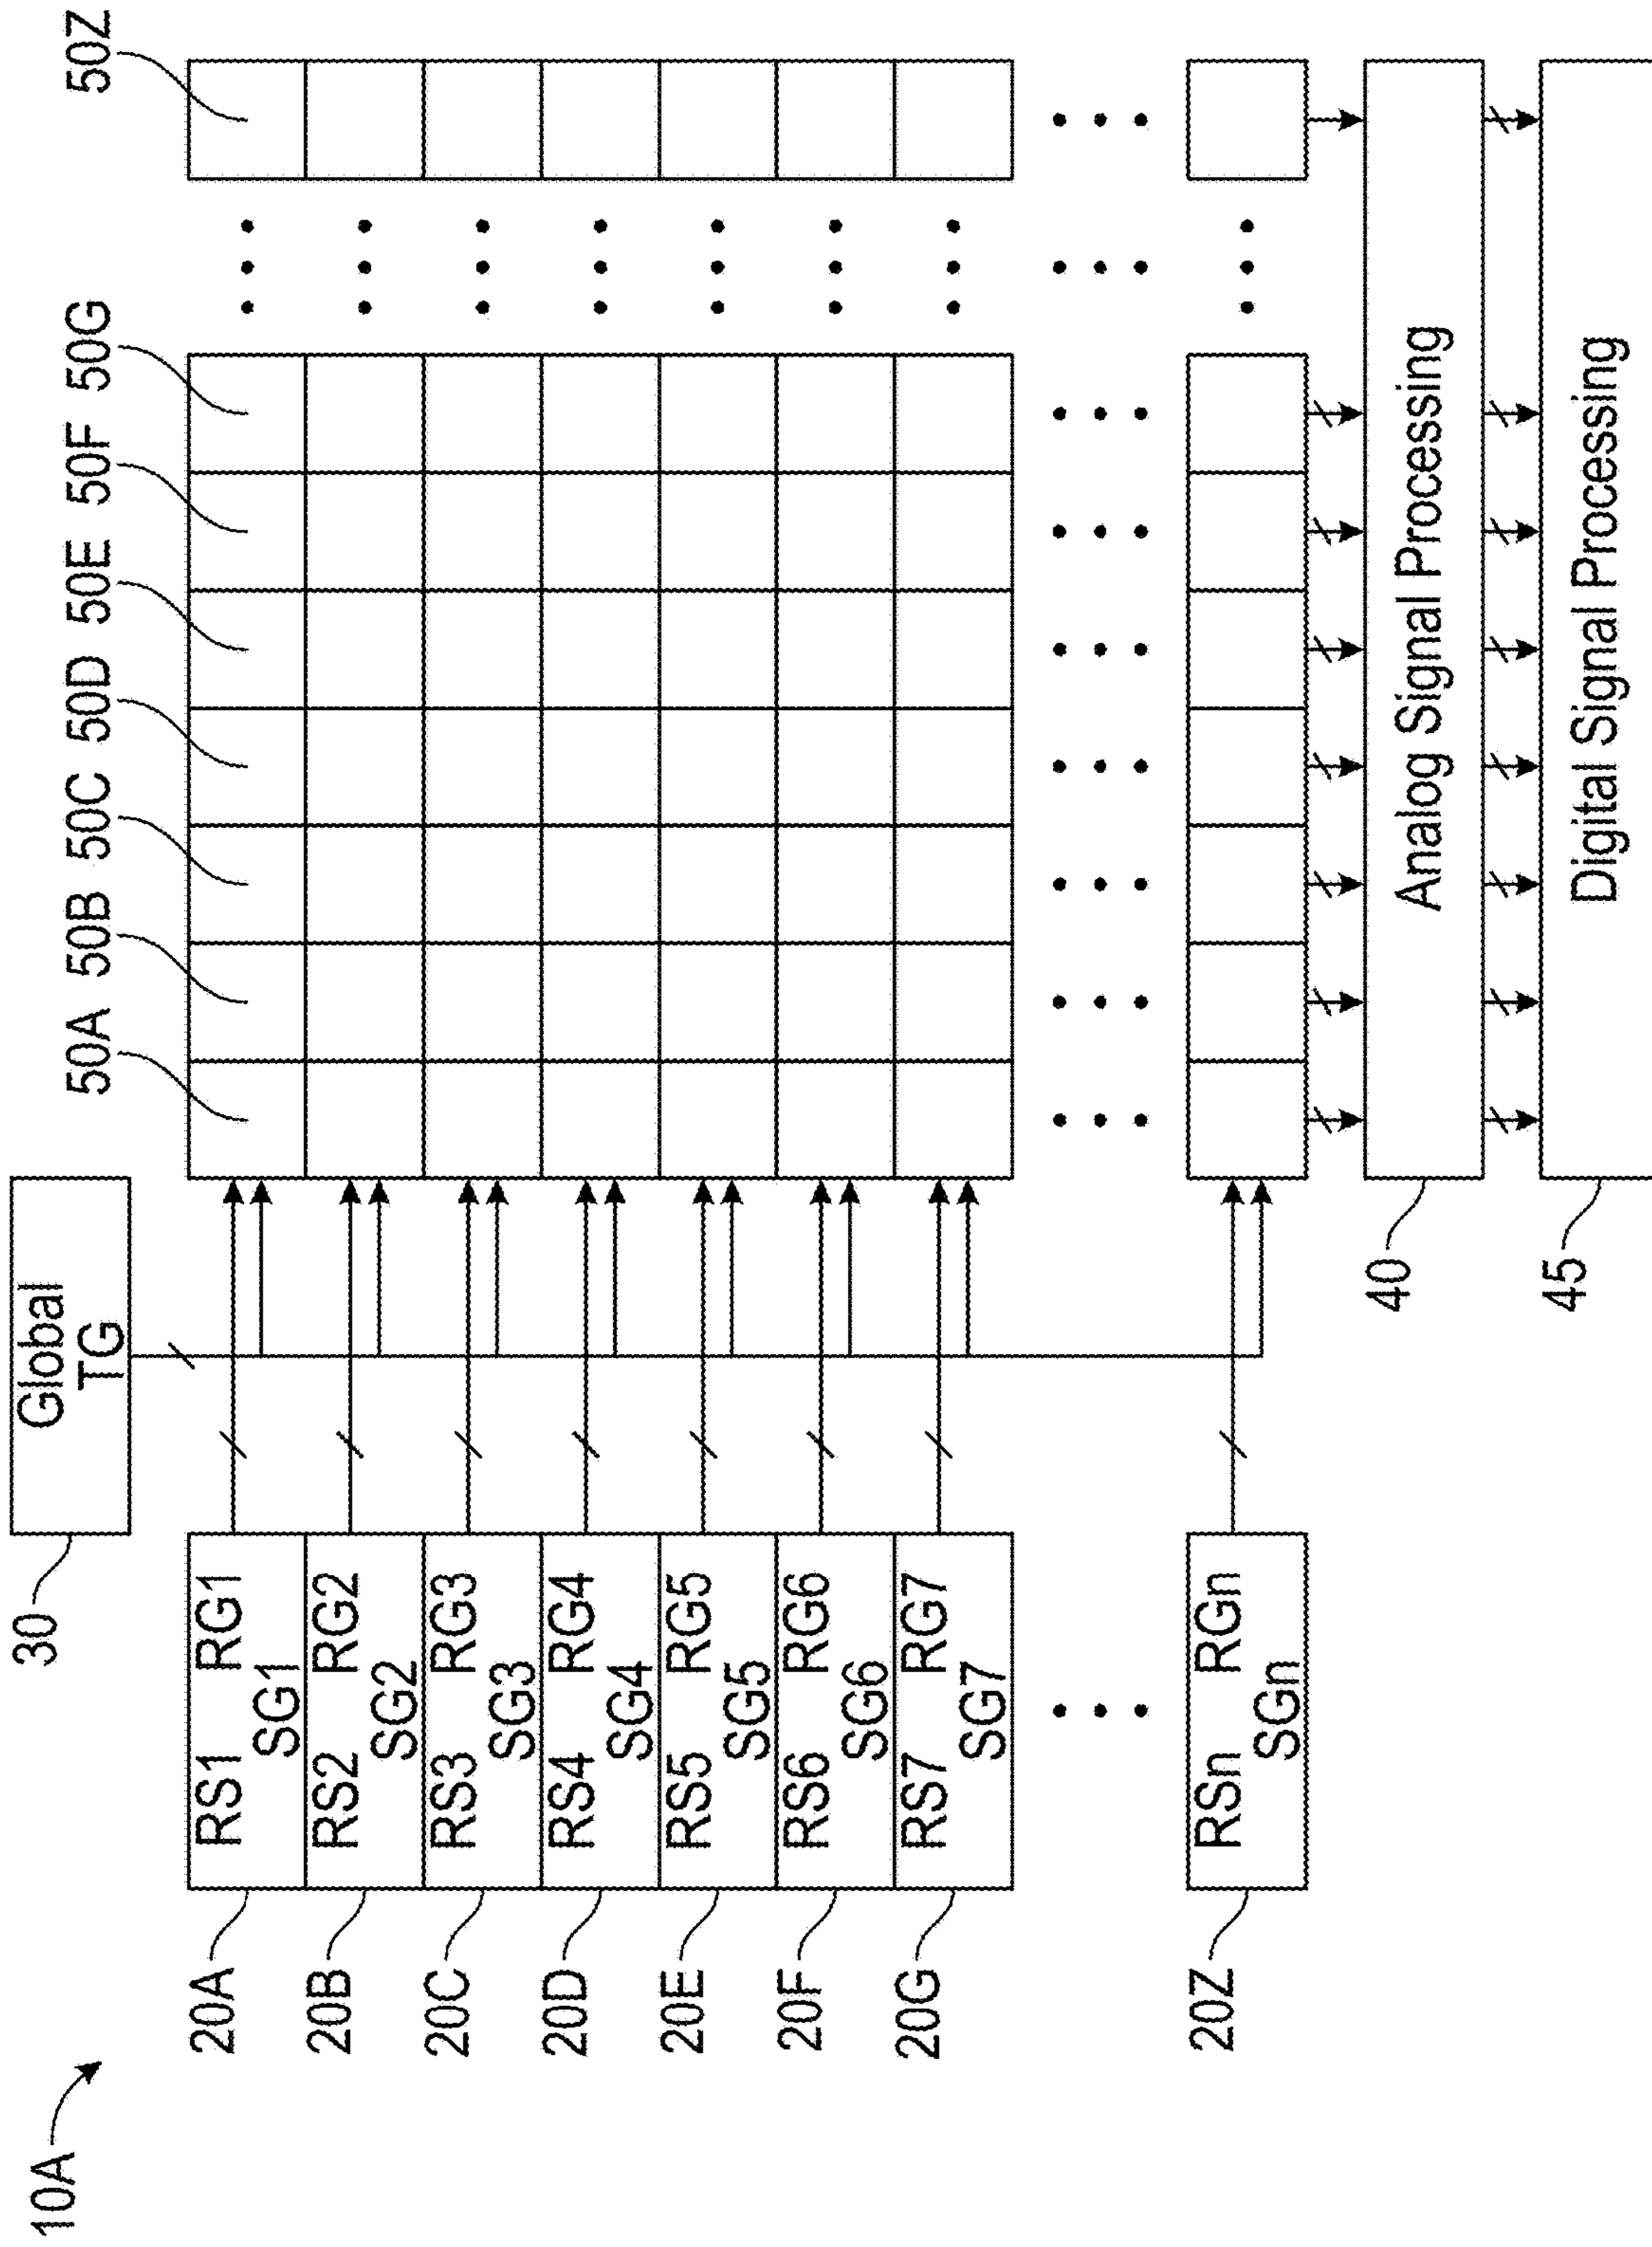 10A
30
Global
TG
50A 50B 50C 50D 50E 50F 50G 50Z
20A
RS1 RG1
SG1
20B
RS2 RG2
SG2
20C
RS3 RG3
SG3
20D
RS4 RG4
SG4
20E
RS5 RG5
SG5
20F
RS6 RG6
SG6
20G
RS7 RG7
SG7
20Z
RSn RGn
SGn
40
Analog Signal Processing
45
Digital Signal Processing